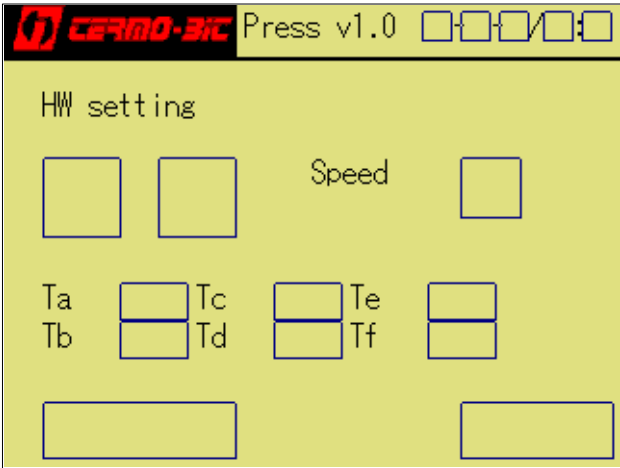 CERMO-BIC Press v1.0
HW setting
Speed
Ta Tc Te
Tb Td Tf